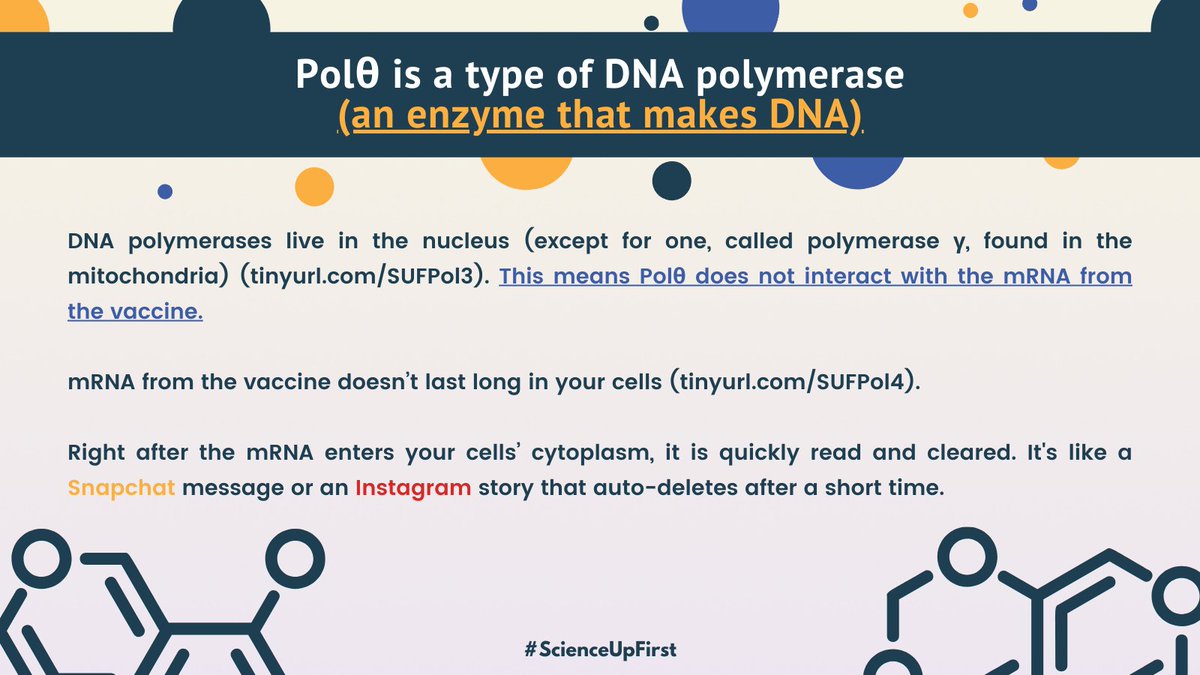 Polθ is a type of DNA polymerase
(an enzyme that makes DNA)
DNA polymerases live in the nucleus (except for one, called polymerase γ, found in the
mitochondria) (tinyurl.com/SUFPol3). This means Polθ does not interact with the mRNA from
the vaccine.
mRNA from the vaccine doesn’t last long in your cells (tinyurl.com/SUFPol4).
Right after the mRNA enters your cells’ cytoplasm, it is quickly read and cleared. It's like a
Snapchat message or an Instagram story that auto-deletes after a short time.
#ScienceUpFirst